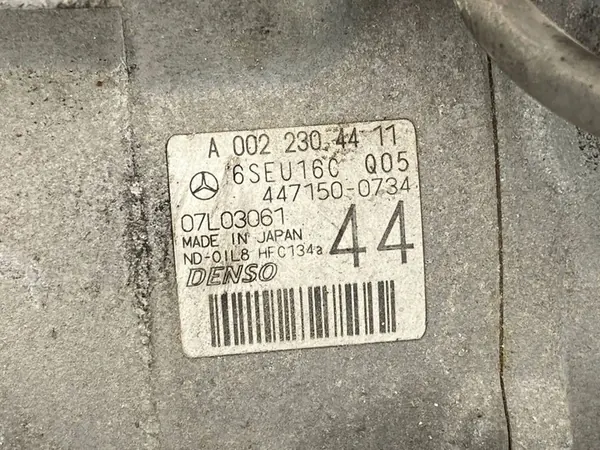 A 002 230 44 11
6SEU16C Q05
447150-0734
07L03061
MADE IN JAPAN
ND-OIL8 HFC134a
44
DENSO